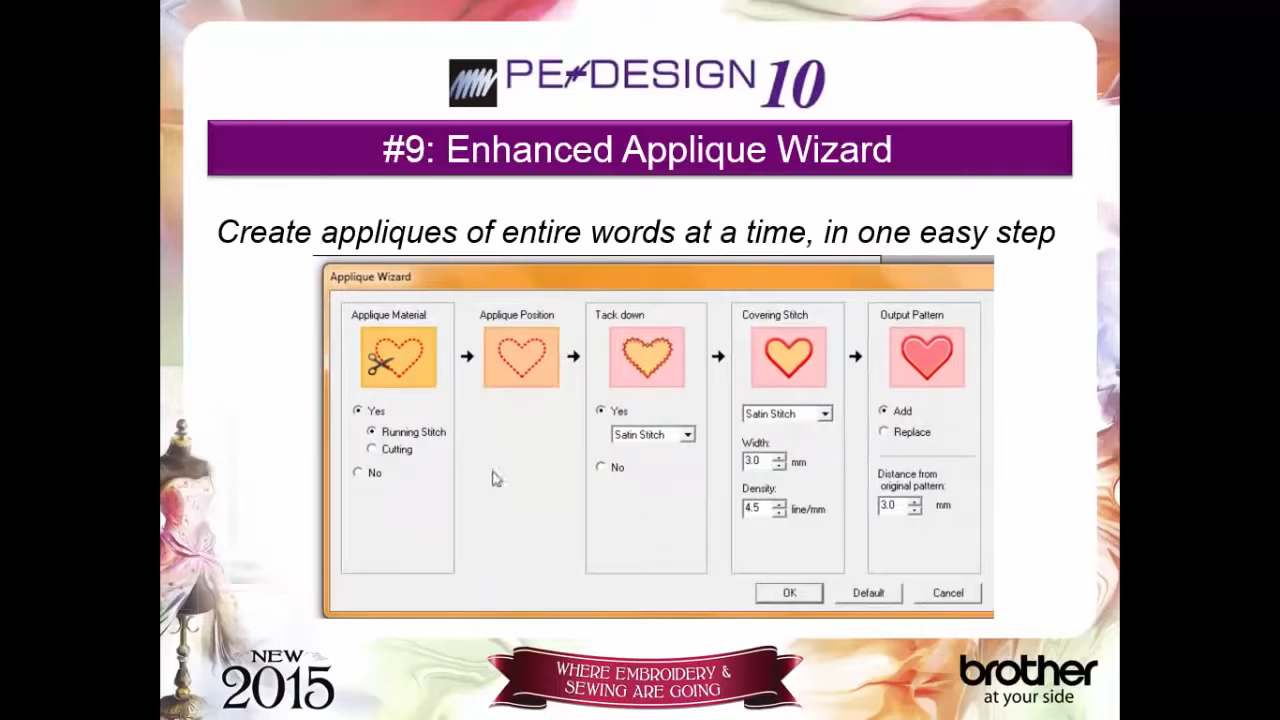 PE-DESIGN 10
#9: Enhanced Applique Wizard
Create appliques of entire words at a time, in one easy step
Applique Wizard
Applique Material
Applique Position
Tack down
Covering Stitch
Output Pattern
Yes
Running Stitch
Cutting
No
Yes
Satin Stitch
No
Satin Stitch
Width:
3.0 mm
Density:
4.5 line/mm
Add
Replace
Distance from
original pattern:
3.0 mm
OK
Default
Cancel
NEW
2015
WHERE EMBROIDERY &
SEWING ARE GOING
brother
at your side